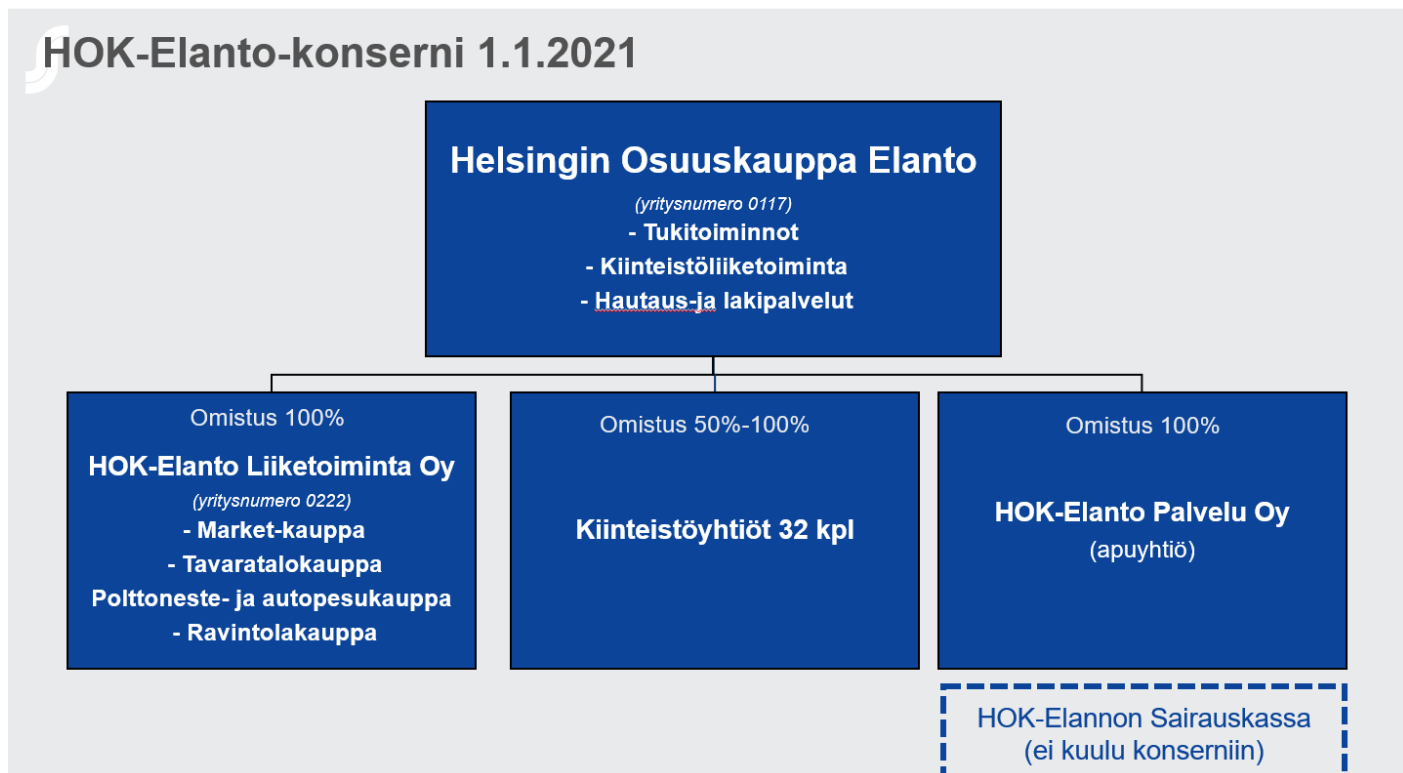 HOK-Elanto-konserni 1.1.2021
Helsingin Osuuskauppa Elanto
(yritysnumero 0117)
- Tukitoiminnot
- Kiinteistöliiketoiminta
- Hautaus-ja lakipalvelut
Omistus 100%
HOK-Elanto Liiketoiminta Oy
(yritysnumero 0222)
- Market-kauppa
- Tavaratalokauppa
Polttoneste- ja autopesukauppa
- Ravintolakauppa
Omistus 50%-100%
Kiinteistöyhtiöt 32 kpl
Omistus 100%
HOK-Elanto Palvelu Oy
(apuyhtiö)
HOK-Elannon Sairauskassa
(ei kuulu konserniin)